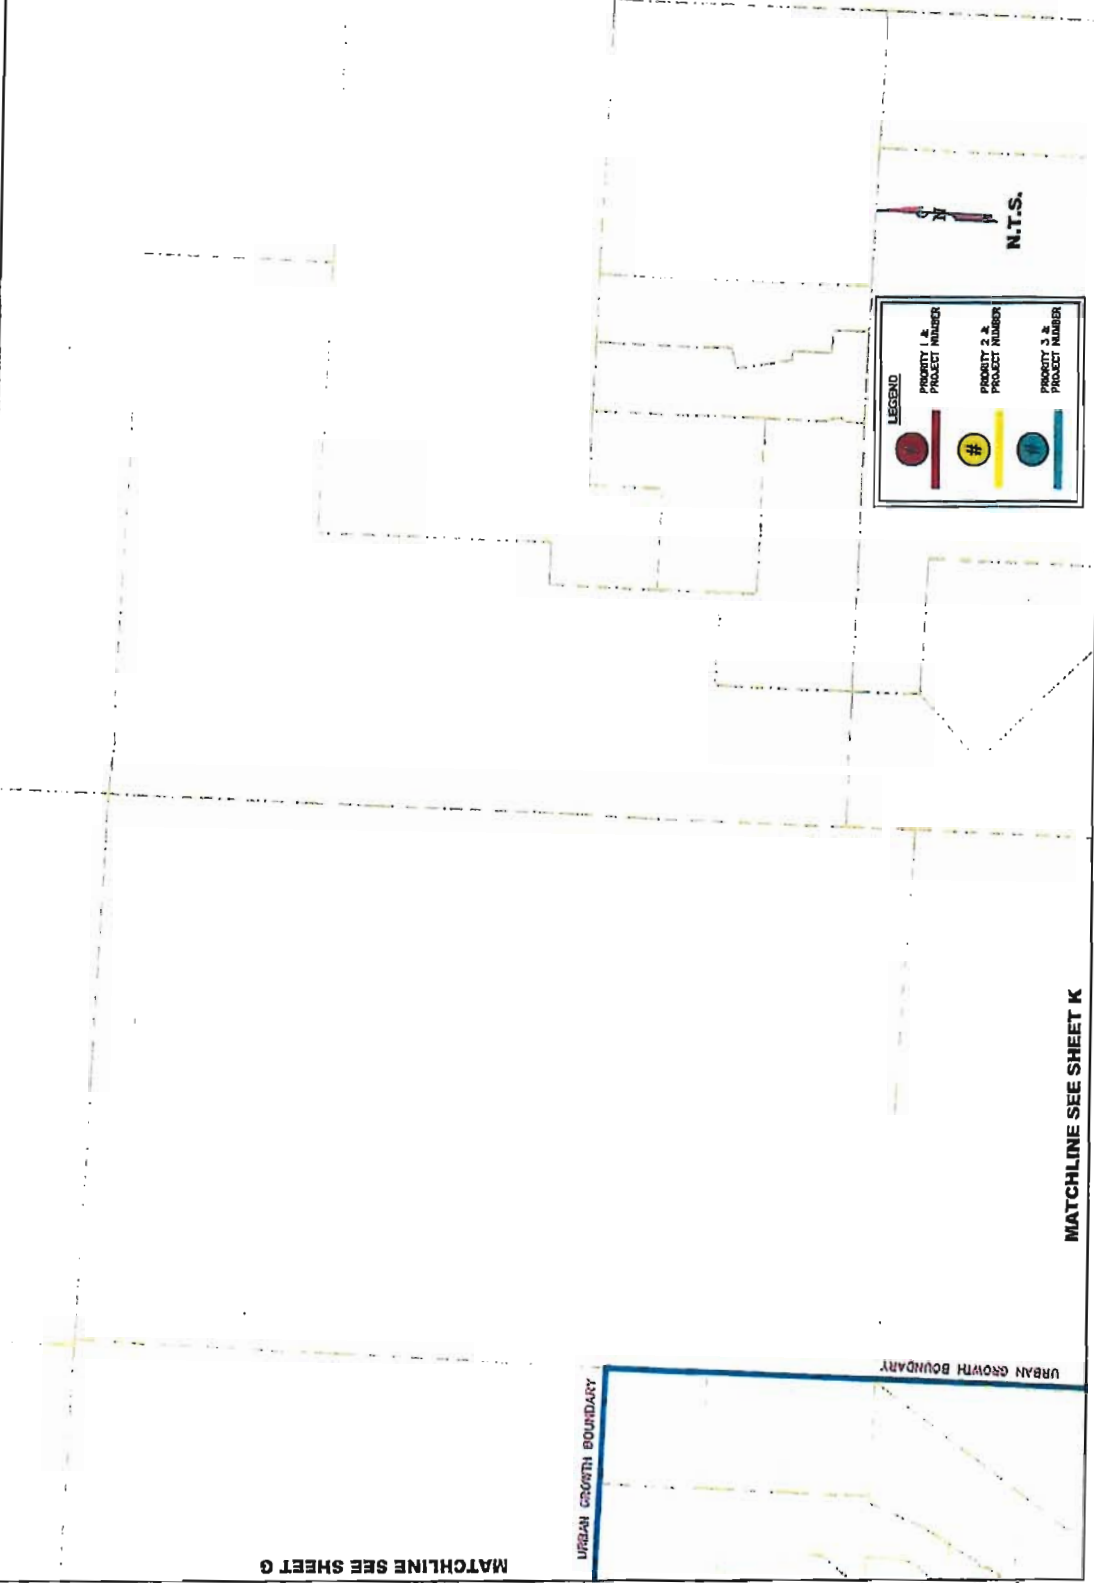 N
N.T.S.
LEGEND
PRIORITY 1 &
PROJECT NUMBER
#
PRIORITY 2 &
PROJECT NUMBER
#
PRIORITY 3 &
PROJECT NUMBER
MATCHLINE SEE SHEET K
URBAN GROWTH BOUNDARY
URBAN GROWTH BOUNDARY
MATCHLINE SEE SHEET G